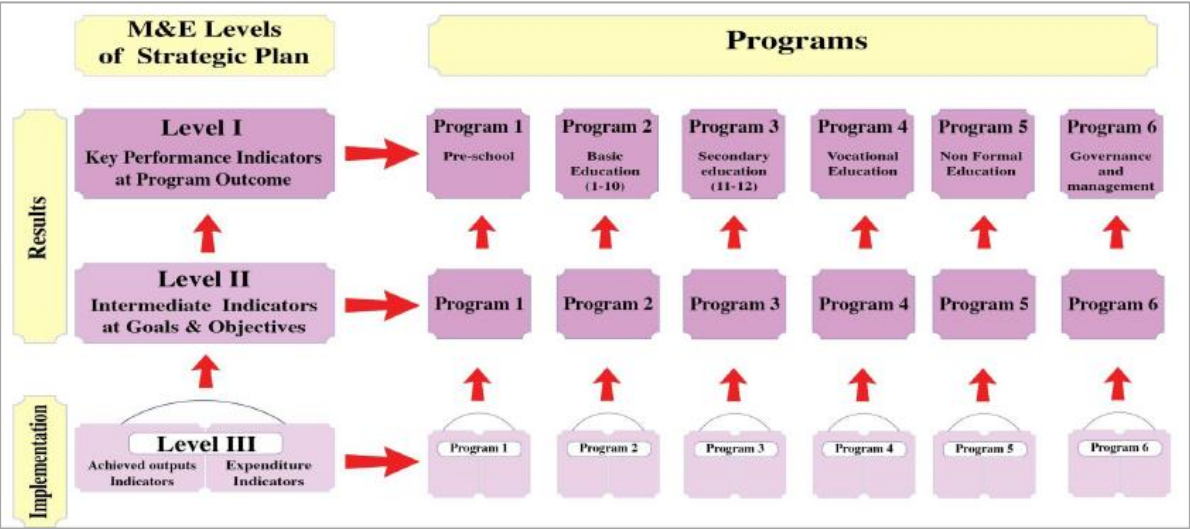 M&E Levels
of Strategic Plan
Programs
Results
Level I
Key Performance Indicators
at Program Outcome
Program 1
Pre-school
Program 2
Basic
Education
(1-10)
Program 3
Secondary
education
(11-12)
Program 4
Vocational
Education
Program 5
Non Formal
Education
Program 6
Governance
and
management
Level II
Intermediate Indicators
at Goals & Objectives
Program 1
Program 2
Program 3
Program 4
Program 5
Program 6
Implementation
Level III
Achieved outputs
Indicators
Expenditure
Indicators
Program 1
Program 2
Program 3
Program 4
Program 5
Program 6